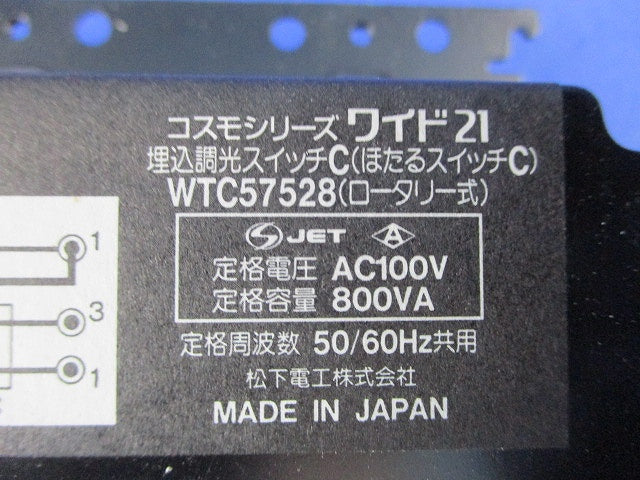 コスモシリーズ ワイド21
埋込調光スイッチC(ほたるスイッチC)
WTC57528(ロータリー式)
JET A
定格電圧 AC100V
定格容量 800VA
定格周波数 50/60Hz共用
松下電工株式会社
MADE IN JAPAN
1
3
1